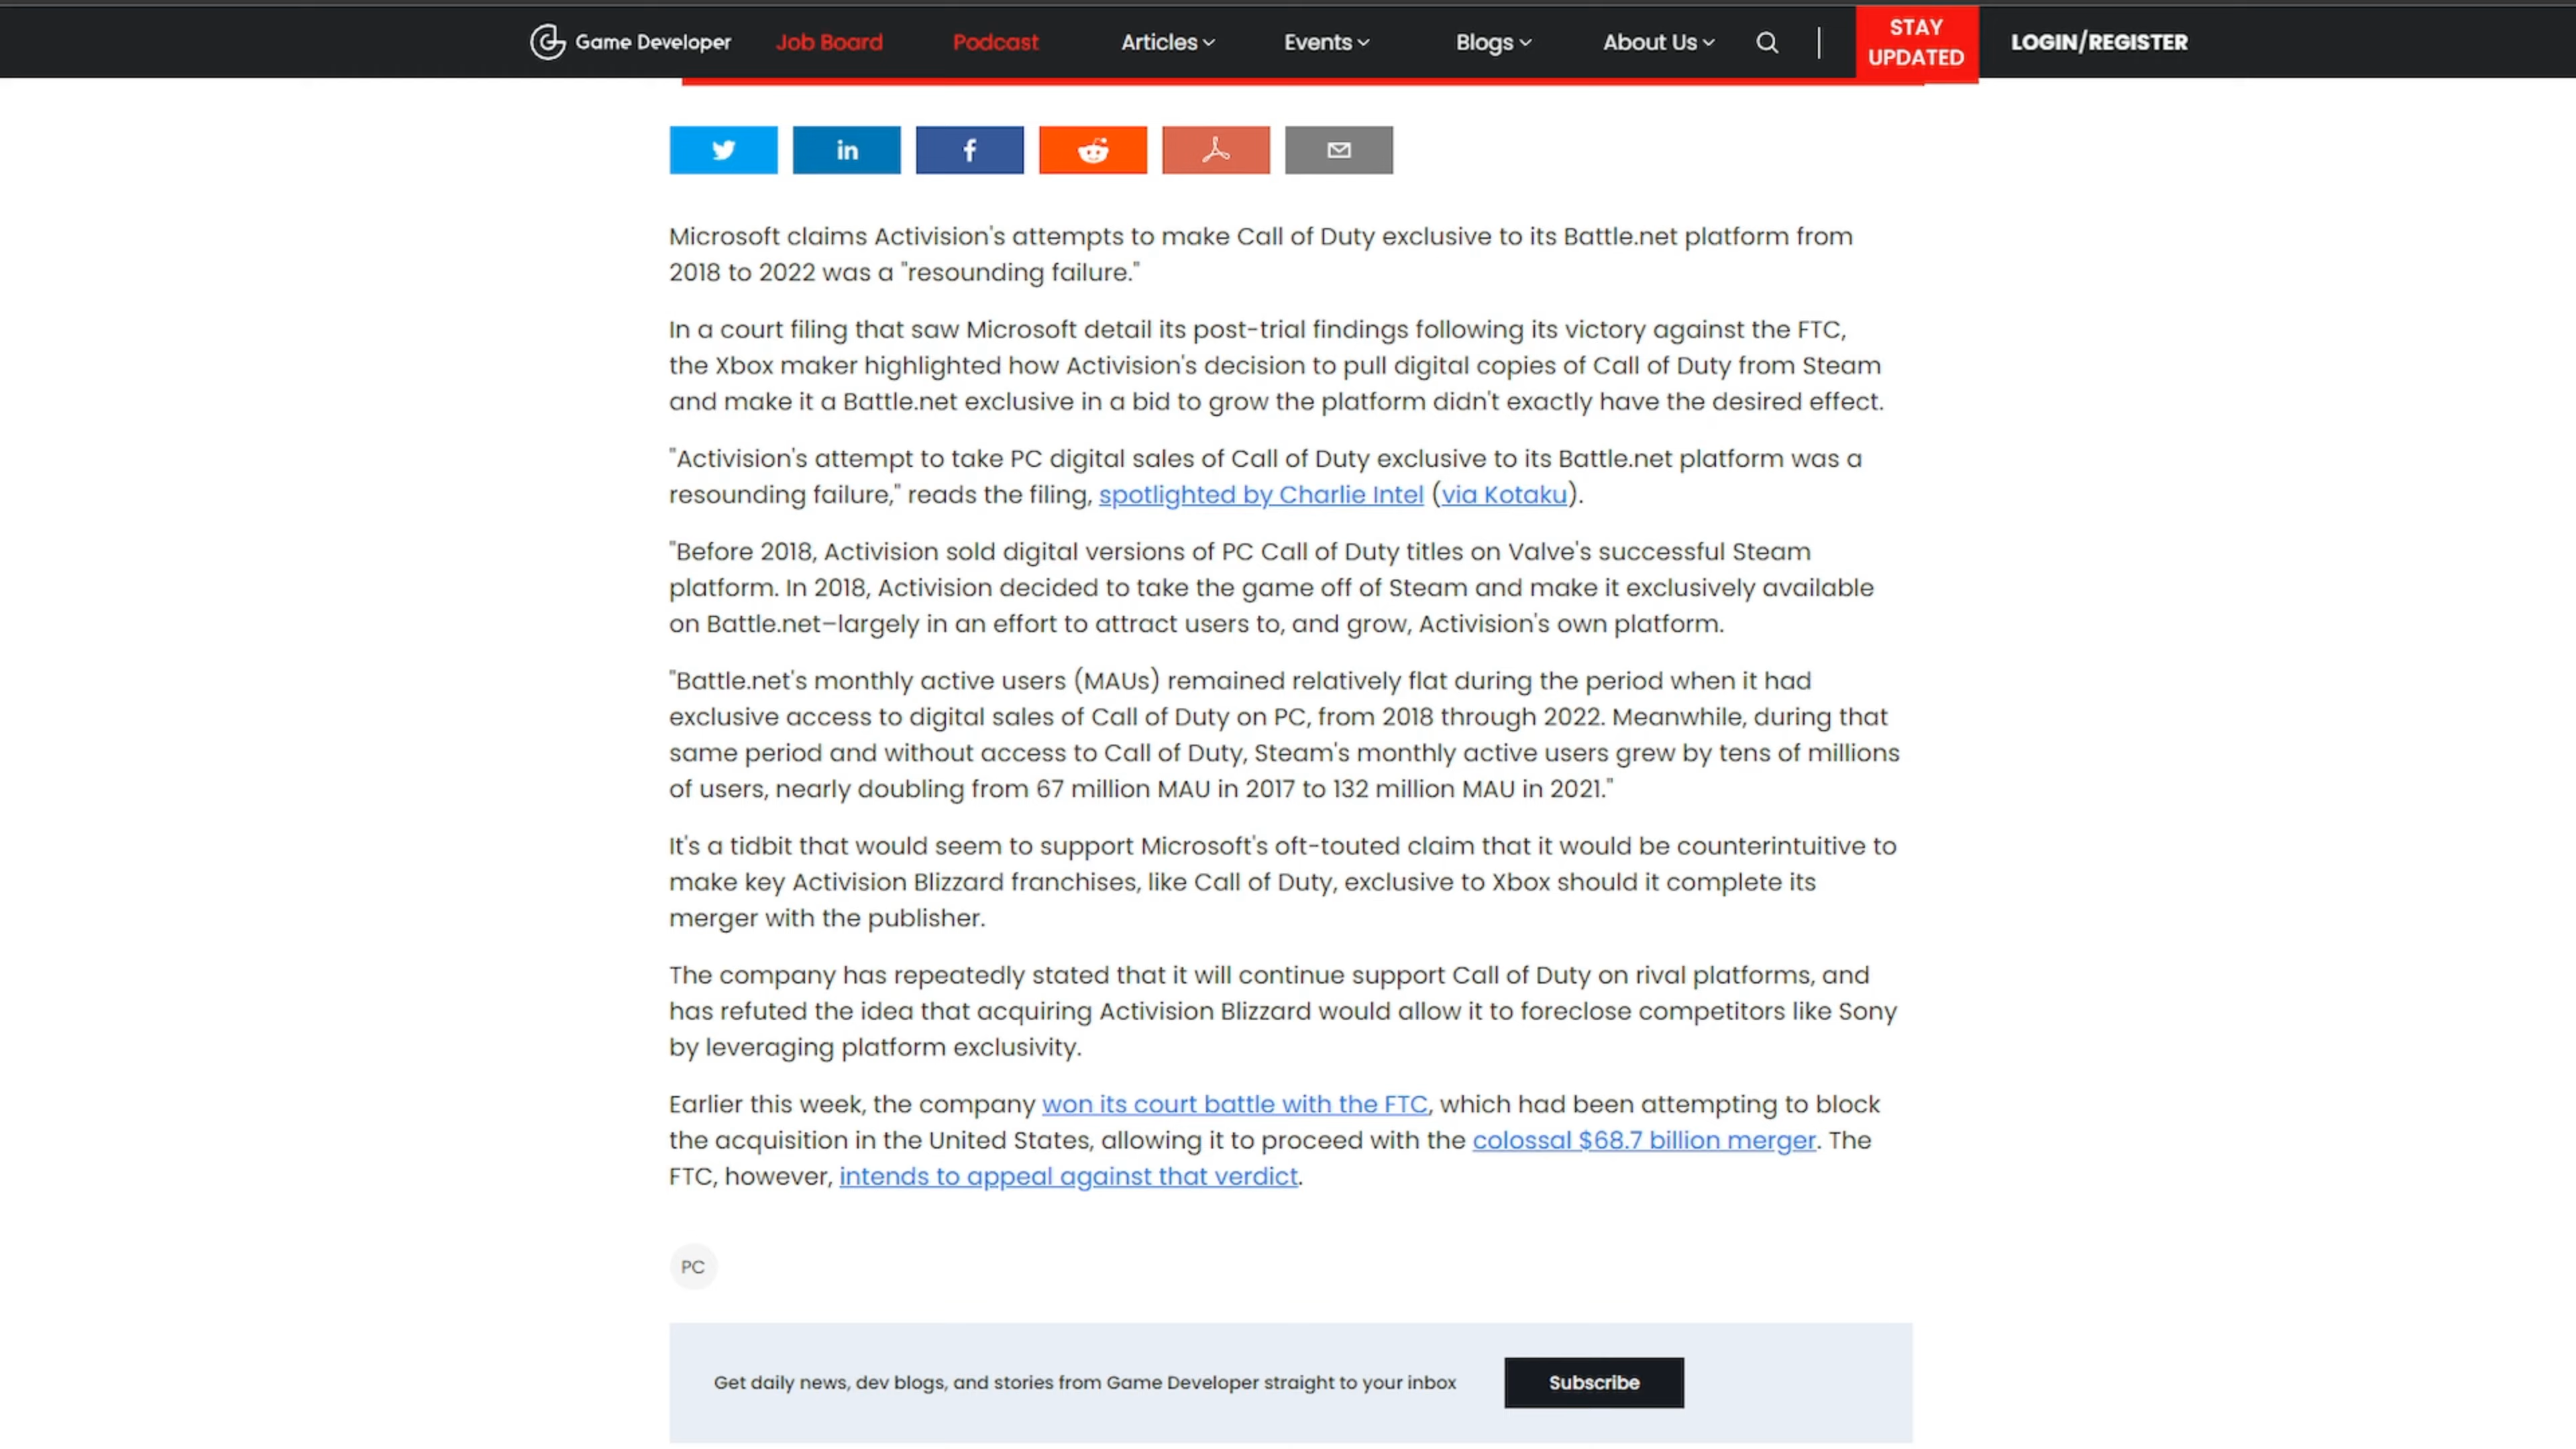 Game Developer Job Board Podcast Articles Events Blogs About Us STAY UPDATED LOGIN/REGISTER
in f
Microsoft claims Activision's attempts to make Call of Duty exclusive to its Battle.net platform from
2018 to 2022 was a "resounding failure."
In a court filing that saw Microsoft detail its post-trial findings following its victory against the FTC,
the Xbox maker highlighted how Activision's decision to pull digital copies of Call of Duty from Steam
and make it a Battle.net exclusive in a bid to grow the platform didn't exactly have the desired effect.
"Activision's attempt to take PC digital sales of Call of Duty exclusive to its Battle.net platform was a
resounding failure," reads the filing, spotlighted by Charlie Intel (via Kotaku).
"Before 2018, Activision sold digital versions of PC Call of Duty titles on Valve's successful Steam
platform. In 2018, Activision decided to take the game off of Steam and make it exclusively available
on Battle.net–largely in an effort to attract users to, and grow, Activision's own platform.
"Battle.net's monthly active users (MAUs) remained relatively flat during the period when it had
exclusive access to digital sales of Call of Duty on PC, from 2018 through 2022. Meanwhile, during that
same period and without access to Call of Duty, Steam's monthly active users grew by tens of millions
of users, nearly doubling from 67 million MAU in 2017 to 132 million MAU in 2021."
It's a tidbit that would seem to support Microsoft's oft-touted claim that it would be counterintuitive to
make key Activision Blizzard franchises, like Call of Duty, exclusive to Xbox should it complete its
merger with the publisher.
The company has repeatedly stated that it will continue support Call of Duty on rival platforms, and
has refuted the idea that acquiring Activision Blizzard would allow it to foreclose competitors like Sony
by leveraging platform exclusivity.
Earlier this week, the company won its court battle with the FTC, which had been attempting to block
the acquisition in the United States, allowing it to proceed with the colossal $68.7 billion merger. The
FTC, however, intends to appeal against that verdict.
PC
Get daily news, dev blogs, and stories from Game Developer straight to your inbox Subscribe